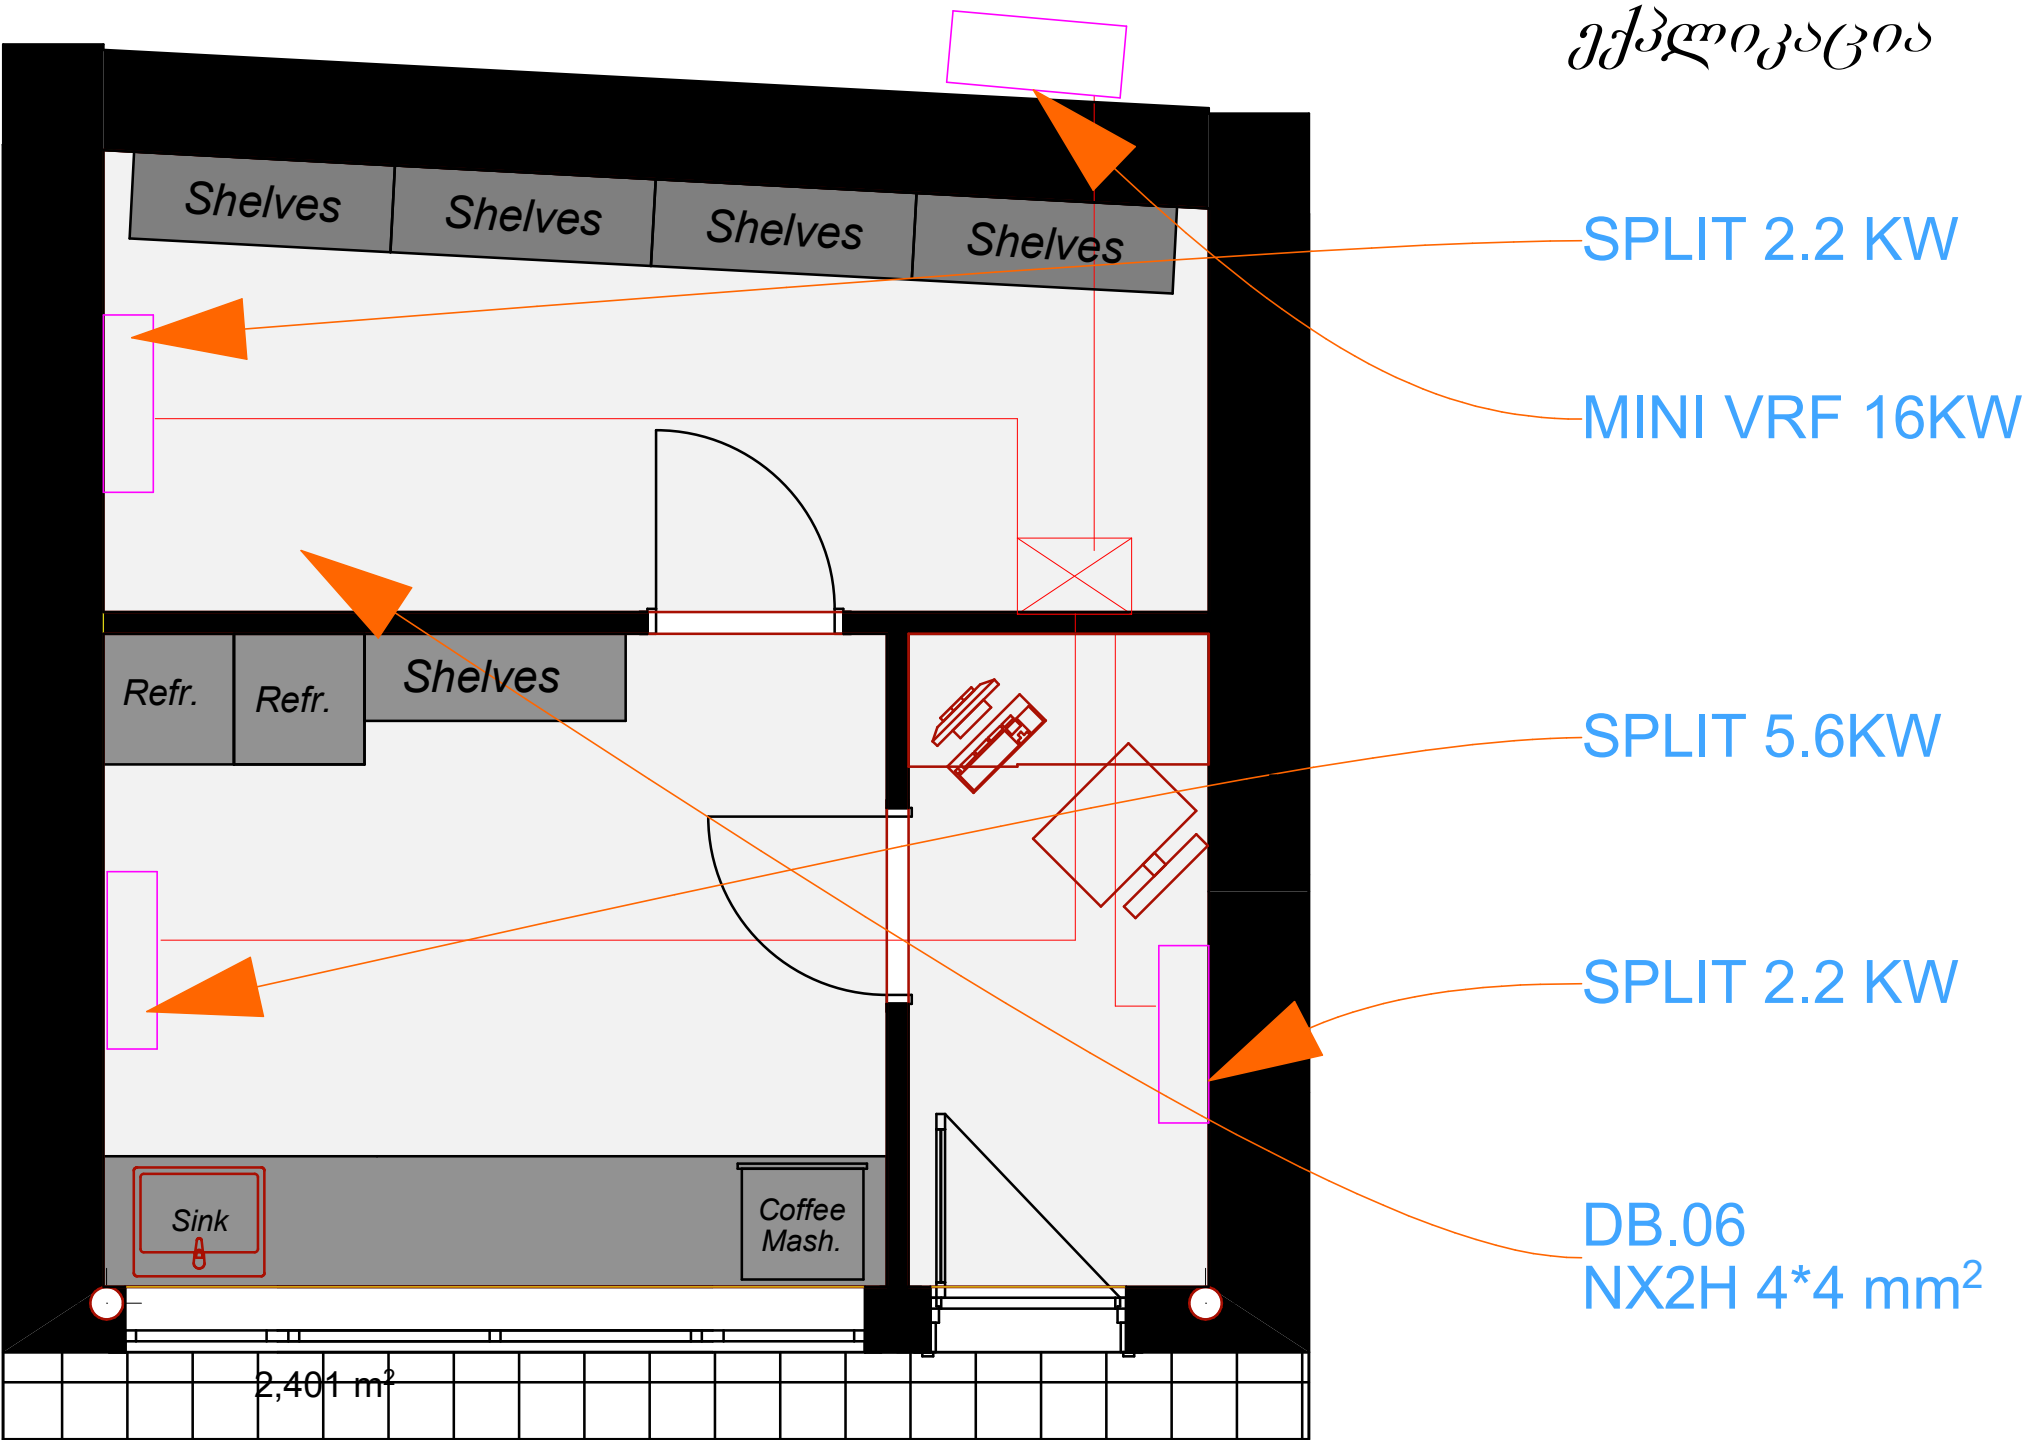 ექსპლიკაცია
Shelves
Shelves
Shelves
Shelves
SPLIT 2.2 KW
MINI VRF 16KW
Refr.
Refr.
Shelves
SPLIT 5.6KW
SPLIT 2.2 KW
Sink
Coffee
Mash.
DB.06
NX2H 4*4 mm²
2,401 m²